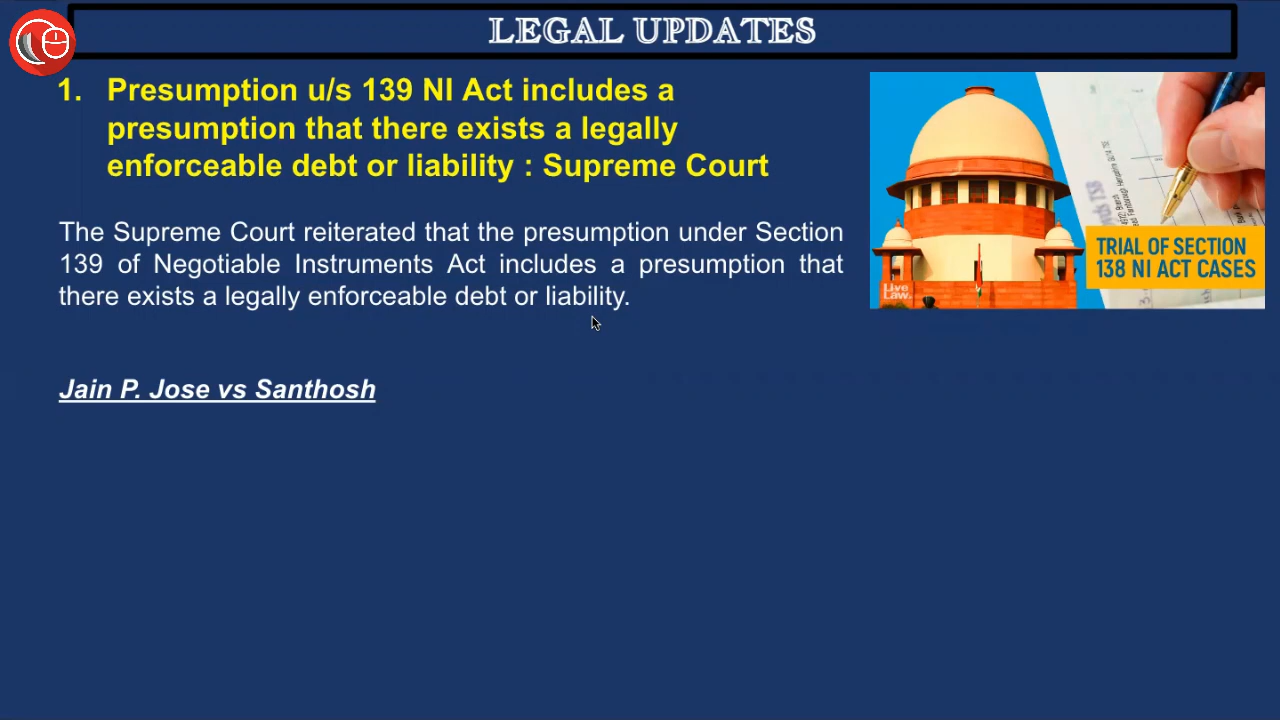 LEGAL UPDATES
1. Presumption u/s 139 NI Act includes a
presumption that there exists a legally
enforceable debt or liability : Supreme Court
The Supreme Court reiterated that the presumption under Section
139 of Negotiable Instruments Act includes a presumption that
there exists a legally enforceable debt or liability.
Jain P. Jose vs Santhosh
TRIAL OF SECTION
138 NI ACT CASES
Live
Law.